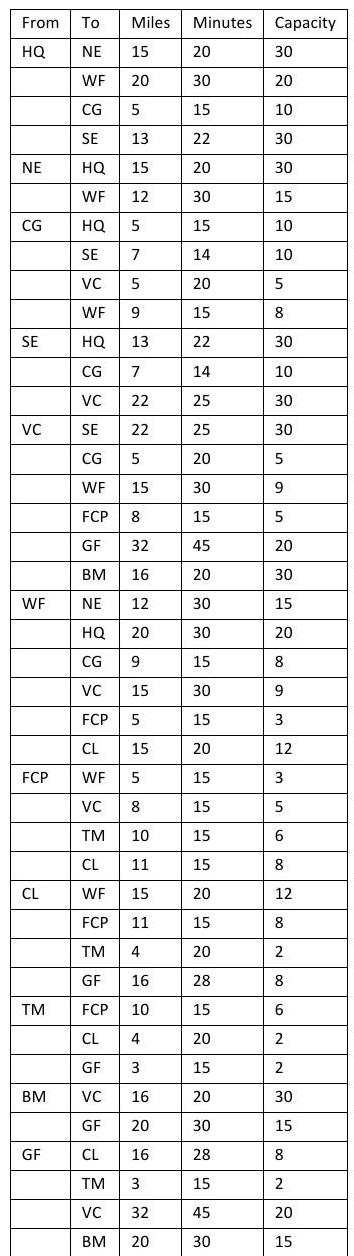 From To Miles Minutes Capacity
HQ NE 15 20 30
WF 20 30 20
CG 5 15 10
SE 13 22 30
NE HQ 15 20 30
WF 12 30 15
CG HQ 5 15 10
SE 7 14 10
VC 5 20 5
WF 9 15 8
SE HQ 13 22 30
CG 7 14 10
VC 22 25 30
VC SE 22 25 30
CG 5 20 5
WF 15 30 9
FCP 8 15 5
GF 32 45 20
BM 16 20 30
WF NE 12 30 15
HQ 20 30 20
CG 9 15 8
VC 15 30 9
FCP 5 15 3
CL 15 20 12
FCP WF 5 15 3
VC 8 15 5
TM 10 15 6
CL 11 15 8
CL WF 15 20 12
FCP 11 15 8
TM 4 20 2
GF 16 28 8
TM FCP 10 15 6
CL 4 20 2
GF 3 15 2
BM VC 16 20 30
GF 20 30 15
GF CL 16 28 8
TM 3 15 2
VC 32 45 20
BM 20 30 15